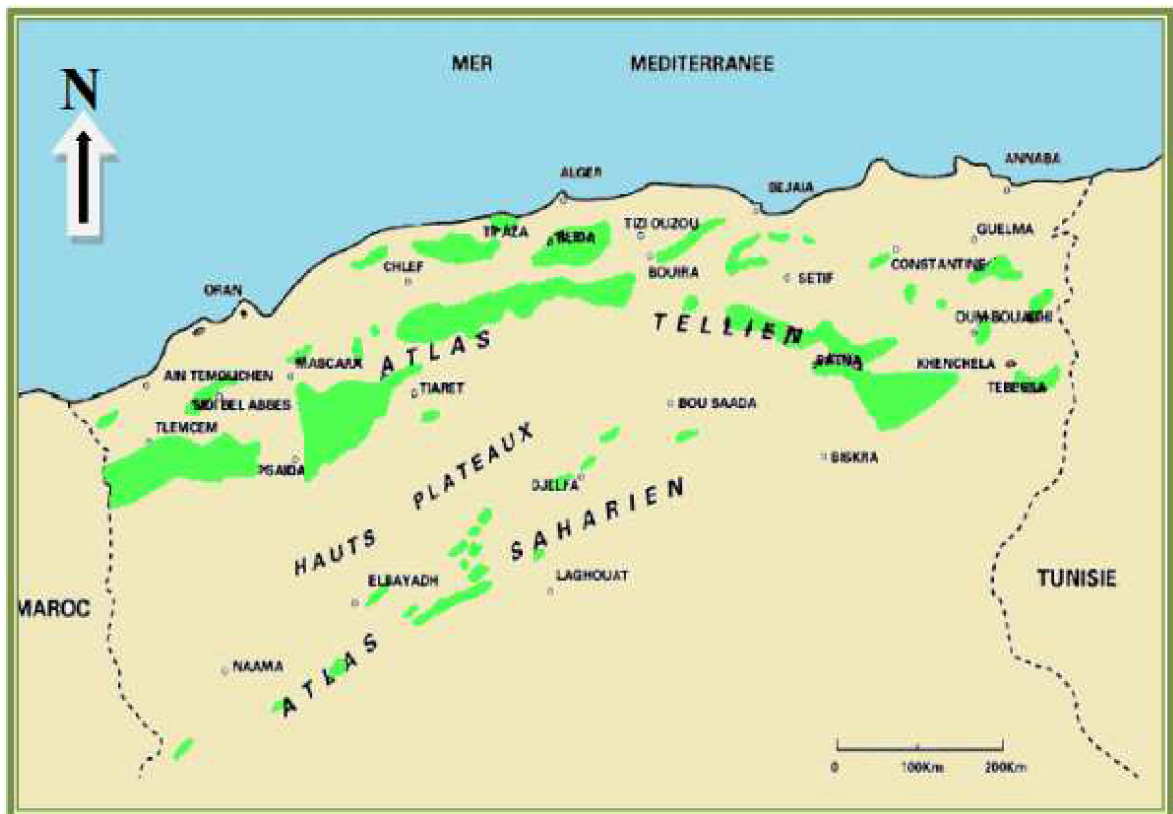 MER MEDITERRANEE
N
ANNABA
ALGER
BEJAIA
TIZI OUZOU
TIPAZA
BLIDA
GUELMA
CHLEF
BOUIRA
CONSTANTINE
SETIF
ORAN
OUM BOUAGHI
ATLAS TELLIEN
MASCARA
AIN TEMOUCHEN
BATNA
KHENCHELA
TIARET
TEBESSA
SIDI BEL ABBES
BOU SAADA
TLEMCEM
PSAIDA
BISKRA
HAUTS PLATEAUX
DJELFA
ATLAS SAHARIEN
ELBAYADH
LAGHOUAT
TUNISIE
MAROC
NAAMA
0 100Km 200Km